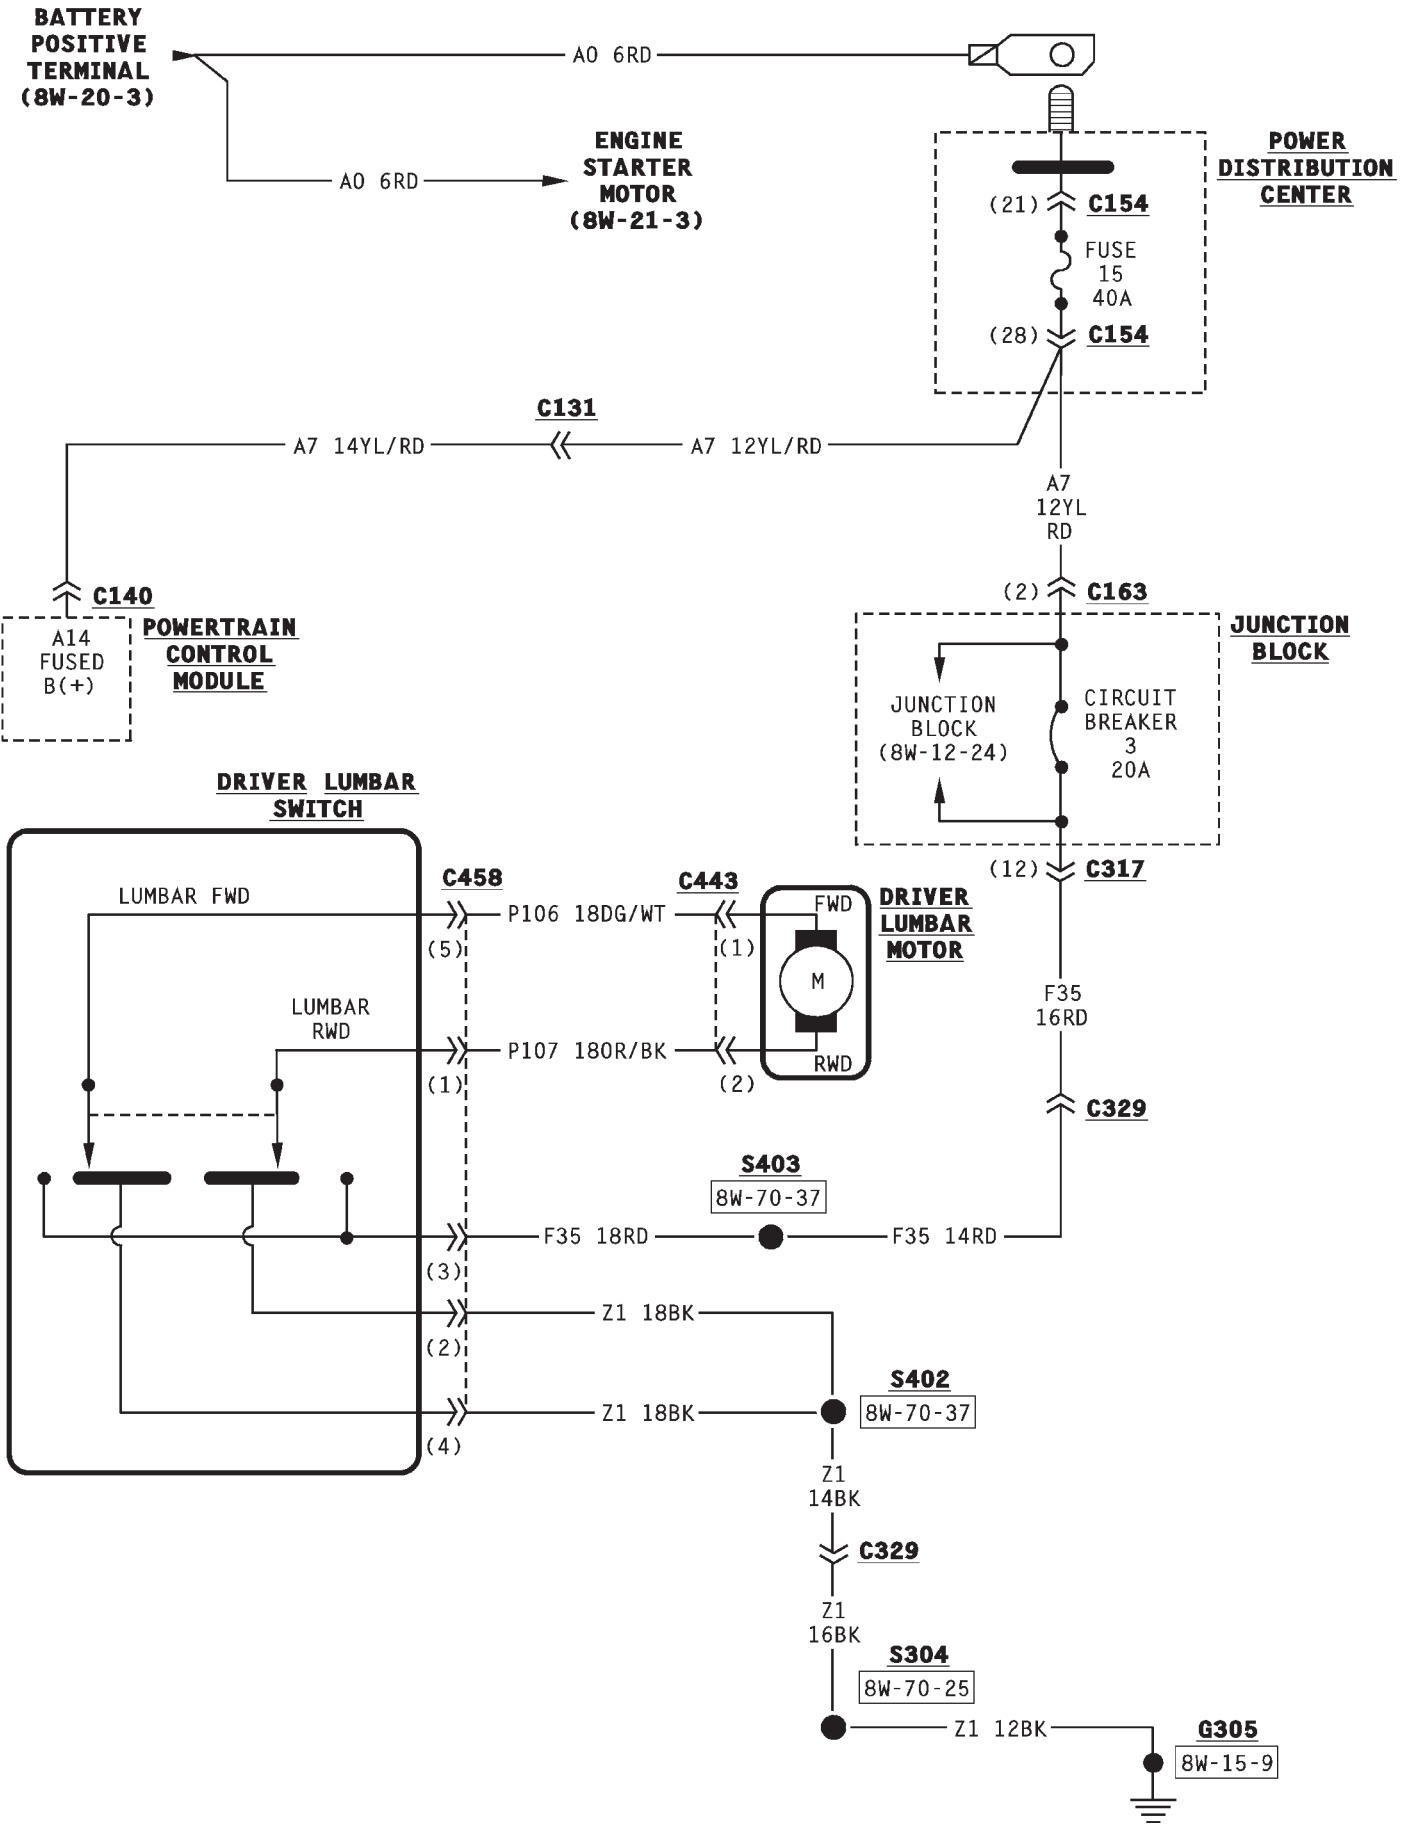 BATTERY
POSITIVE
TERMINAL
(8W-20-3)
A0 6RD
A0 6RD
ENGINE
STARTER
MOTOR
(8W-21-3)
POWER
DISTRIBUTION
CENTER
(21)
C154
FUSE
15
40A
(28)
C154
C131
A7 14YL/RD
A7 12YL/RD
A7
12YL
RD
C140
A14
FUSED
B(+)
POWERTRAIN
CONTROL
MODULE
(2)
C163
JUNCTION
BLOCK
JUNCTION
BLOCK
(8W-12-24)
CIRCUIT
BREAKER
3
20A
(12)
C317
DRIVER LUMBAR
SWITCH
LUMBAR FWD
C458
P106 18DG/WT
C443
FWD
DRIVER
LUMBAR
MOTOR
(5)
(1)
M
LUMBAR
RWD
P107 18OR/BK
RWD
(1)
(2)
F35
16RD
C329
S403
8W-70-37
F35 18RD
F35 14RD
(3)
Z1 18BK
(2)
S402
8W-70-37
Z1 18BK
(4)
Z1
14BK
C329
Z1
16BK
S304
8W-70-25
Z1 12BK
G305
8W-15-9